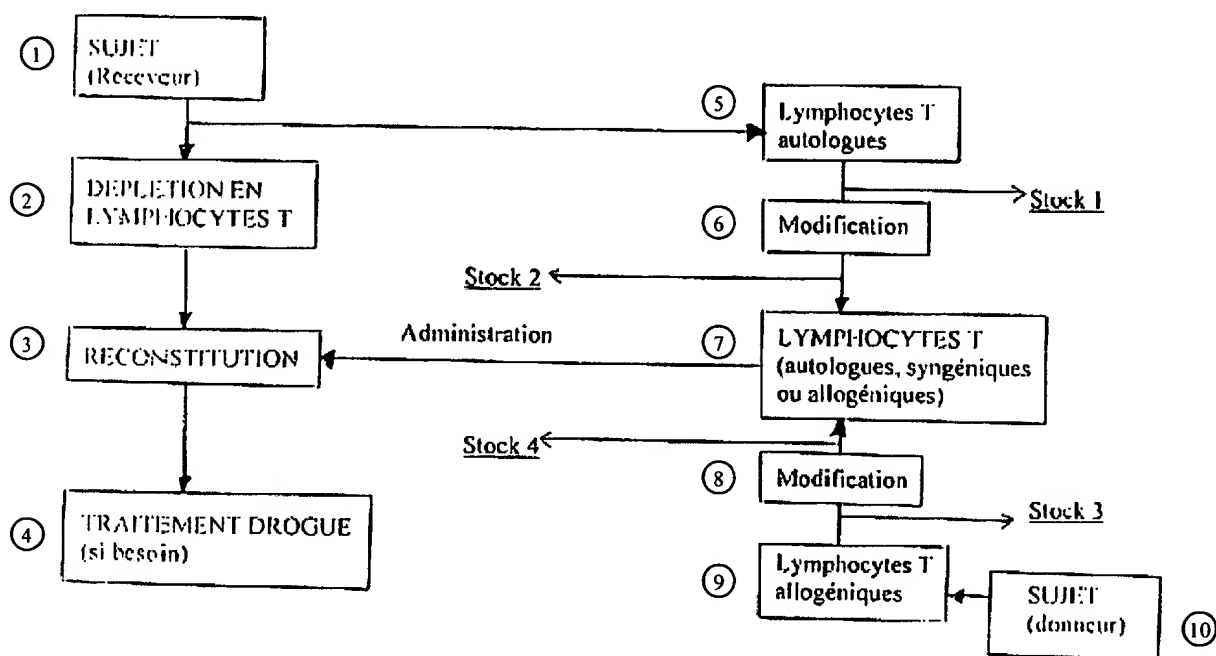 1
SUJET
(Receveur)
2
DEPLETION EN
LYMPHOCYTES T
3
RECONSTITUTION
4
TRAITEMENT DROGUE
(si besoin)
5
Lymphocytes T
autologues
Stock 1
6
Modification
Stock 2
Administration
7
LYMPHOCYTES T
(autologues, syngéniques
ou allogéniques)
Stock 4
8
Modification
Stock 3
9
Lymphocytes T
allogéniques
SUJET
(donneur)
10